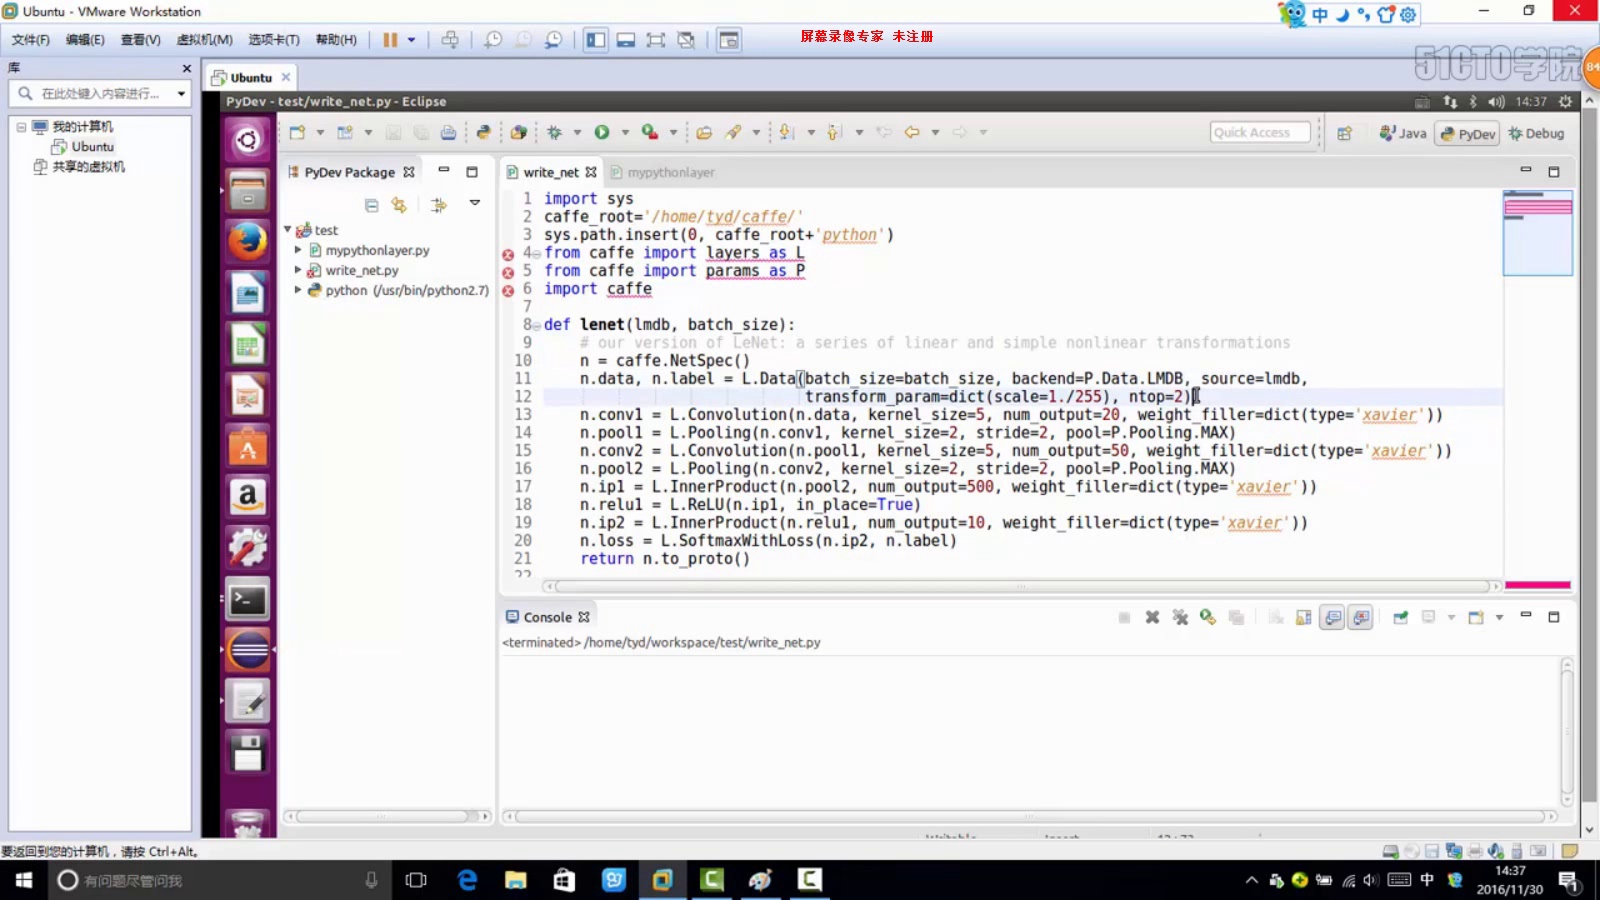 Ubuntu - VMware Workstation
中
文件(F) 编辑(E) 查看(V) 虚拟机(M) 选项卡(T) 帮助(H)
屏幕录像专家 未注册
51CTO学院
84
库
在此处键入内容进行...
我的计算机
Ubuntu
共享的虚拟机
Ubuntu
PyDev - test/write_net.py - Eclipse
14:37
Quick Access
Java
PyDev
Debug
PyDev Package
test
mypythonlayer.py
write_net.py
python (/usr/bin/python2.7)
write_net
mypythonlayer
1 import sys
2 caffe_root='/home/tyd/caffe/'
3 sys.path.insert(0, caffe_root+'python')
4 from caffe import layers as L
5 from caffe import params as P
6 import caffe
7
8 def lenet(lmdb, batch_size):
9 # our version of LeNet: a series of linear and simple nonlinear transformations
10 n = caffe.NetSpec()
11 n.data, n.label = L.Data(batch_size=batch_size, backend=P.Data.LMDB, source=lmdb,
12 transform_param=dict(scale=1./255), ntop=2)
13 n.conv1 = L.Convolution(n.data, kernel_size=5, num_output=20, weight_filler=dict(type='xavier'))
14 n.pool1 = L.Pooling(n.conv1, kernel_size=2, stride=2, pool=P.Pooling.MAX)
15 n.conv2 = L.Convolution(n.pool1, kernel_size=5, num_output=50, weight_filler=dict(type='xavier'))
16 n.pool2 = L.Pooling(n.conv2, kernel_size=2, stride=2, pool=P.Pooling.MAX)
17 n.ip1 = L.InnerProduct(n.pool2, num_output=500, weight_filler=dict(type='xavier'))
18 n.relu1 = L.ReLU(n.ip1, in_place=True)
19 n.ip2 = L.InnerProduct(n.relu1, num_output=10, weight_filler=dict(type='xavier'))
20 n.loss = L.SoftmaxWithLoss(n.ip2, n.label)
21 return n.to_proto()
22
Console
<terminated> /home/tyd/workspace/test/write_net.py
要返回到您的计算机，请按 Ctrl+Alt。
有问题尽管问我
中
14:37
2016/11/30
1